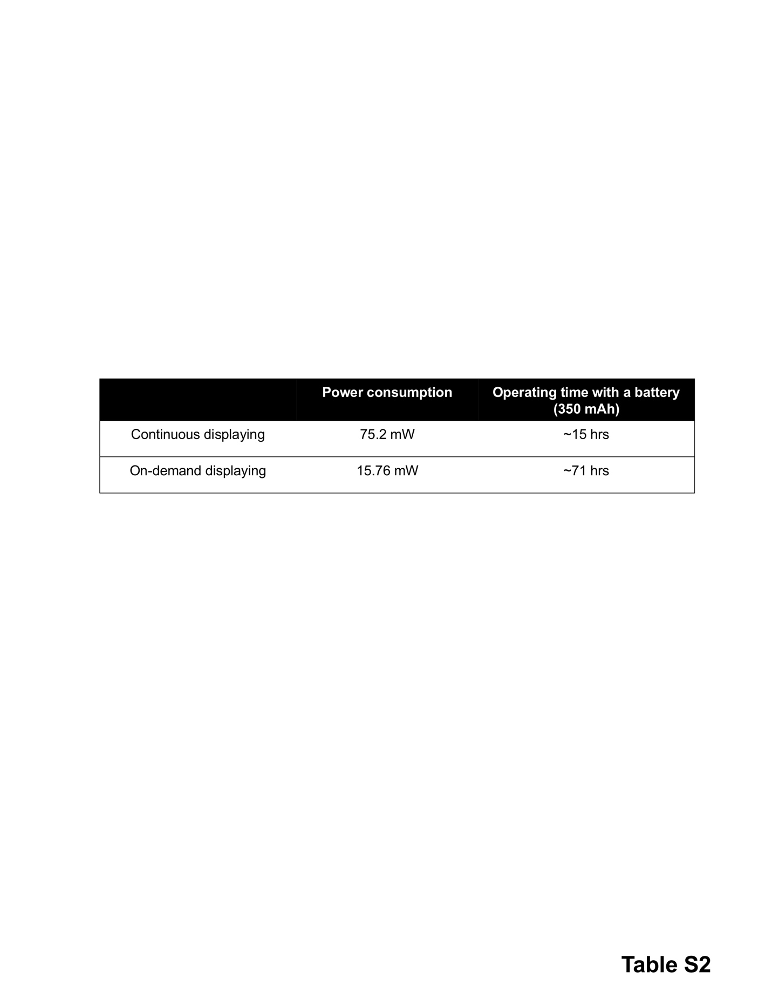 Power consumption
Operating time with a battery
(350 mAh)
Continuous displaying 75.2 mW ~15 hrs
On-demand displaying 15.76 mW ~71 hrs
Table S2